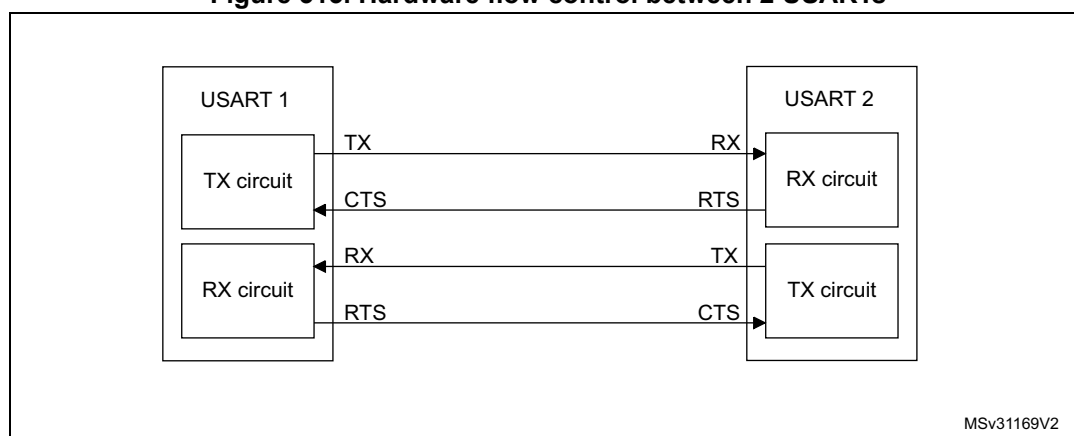 Figure Hardware flow control between 2 USARTs
USART 1
USART 2
TX
RX
TX circuit
RX circuit
CTS
RTS
RX
TX
RX circuit
TX circuit
RTS
CTS
MSv31169V2